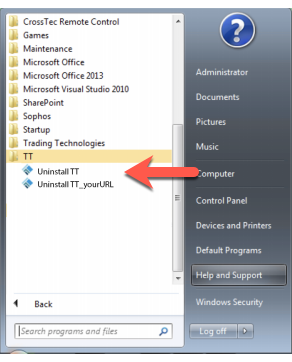 CrossTec Remote Control
Games
Maintenance
Microsoft Office
Microsoft Office 2013
Microsoft Visual Studio 2010
SharePoint
Sophos
Startup
Trading Technologies
TT
Uninstall TT
Uninstall TT_yourURL
Back
Search programs and files
Administrator
Documents
Pictures
Music
Computer
Control Panel
Devices and Printers
Default Programs
Help and Support
Windows Security
Log off